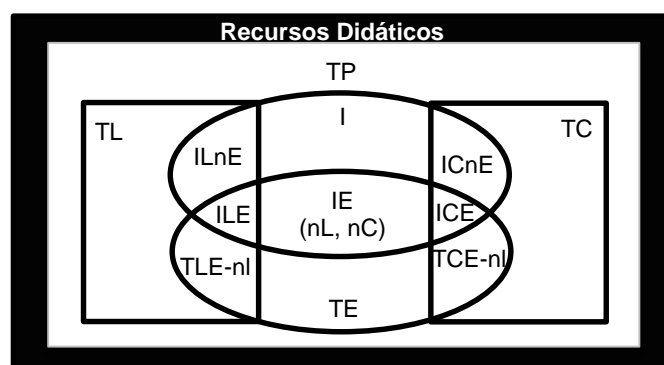 Recursos Didáticos
TP
I
TL
TC
ILnE
ICnE
ILE
IE
ICE
(nL, nC)
TLE-nl
TCE-nl
TE